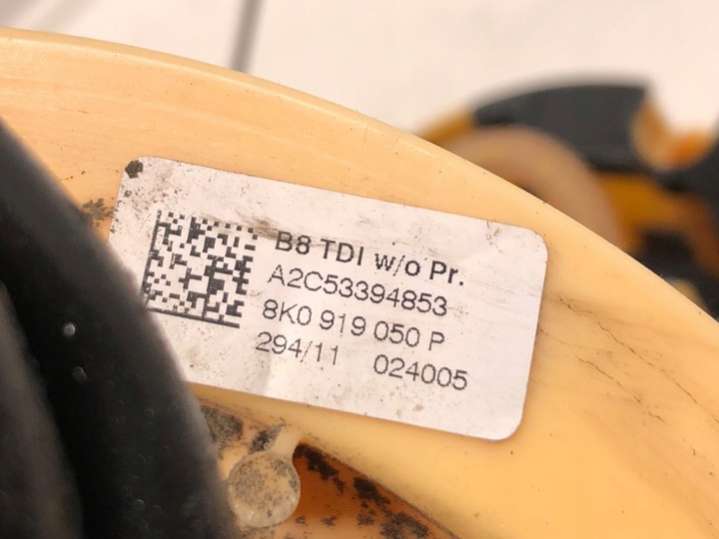 B8 TDI w/o Pr.
A2C53394853
8K0 919 050 P
294/11 024005